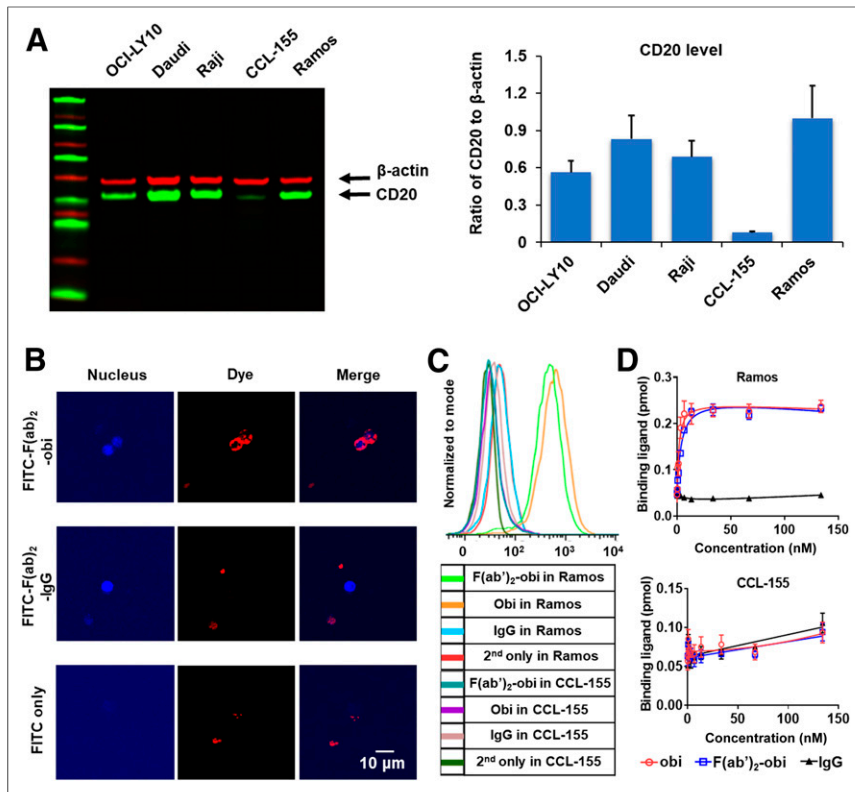 A
OCI-LY10
Daudi
Raji
CCL-155
Ramos
β-actin
CD20
CD20 level
Ratio of CD20 to β-actin
1.5
1.2
0.9
0.6
0.3
0
OCI-LY10
Daudi
Raji
CCL-155
Ramos
B
Nucleus
Dye
Merge
FITC-F(ab)₂
-obi
FITC-F(ab)₂
-IgG
FITC only
10 μm
C
Normalized to mode
0
10²
10³
10⁴
F(ab’)₂-obi in Ramos
Obi in Ramos
IgG in Ramos
2ⁿᵈ only in Ramos
F(ab’)₂-obi in CCL-155
Obi in CCL-155
IgG in CCL-155
2ⁿᵈ only in CCL-155
D
Ramos
Binding ligand (pmol)
0.3
0.2
0.1
0.0
0
50
100
150
Concentration (nM)
CCL-155
Binding ligand (pmol)
0.15
0.10
0.05
0.00
0
50
100
150
Concentration (nM)
obi
F(ab’)₂-obi
IgG